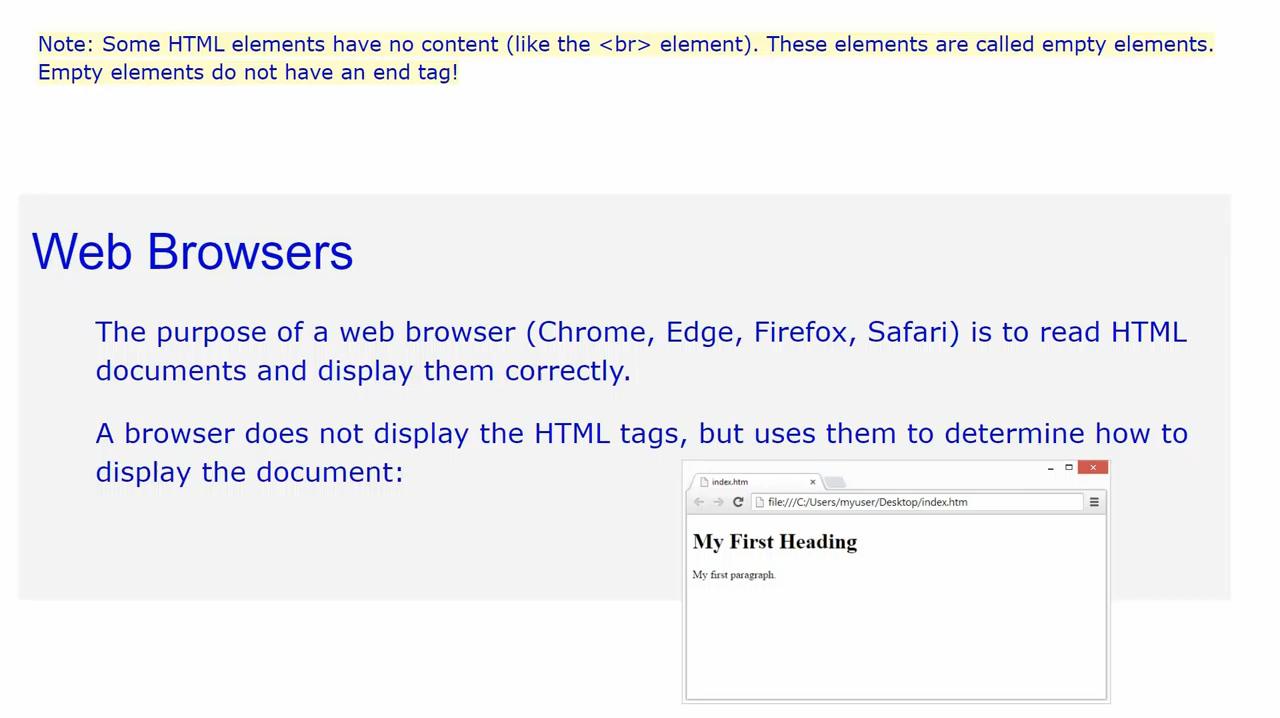 Note: Some HTML elements have no content (like the <br> element). These elements are called empty elements.
Empty elements do not have an end tag!
Web Browsers
The purpose of a web browser (Chrome, Edge, Firefox, Safari) is to read HTML
documents and display them correctly.
A browser does not display the HTML tags, but uses them to determine how to
display the document:
index.htm
file:///C:/Users/myuser/Desktop/index.htm
My First Heading
My first paragraph.